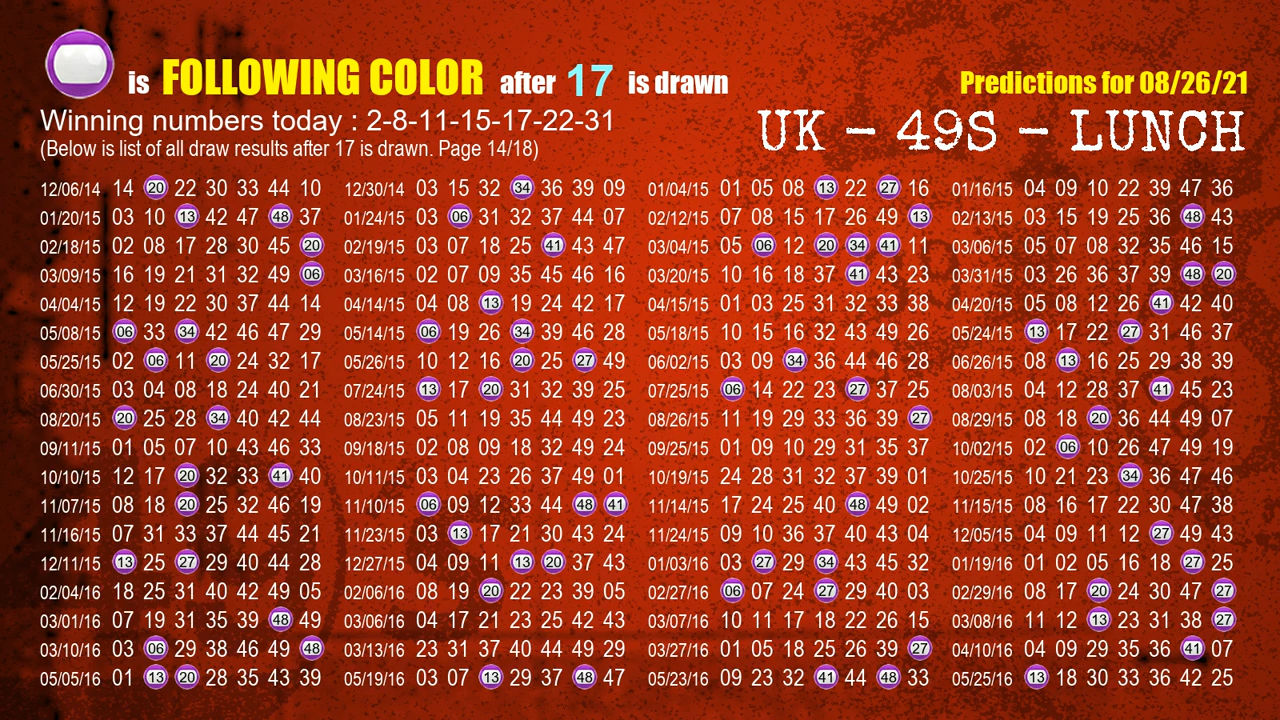 is FOLLOWING COLOR after 17 is drawn
Predictions for 08/26/21
Winning numbers today : 2-8-11-15-17-22-31
UK - 49S - LUNCH
(Below is list of all draw results after 17 is drawn. Page 14/18)
12/06/14 14 20 22 30 33 44 10 12/30/14 03 15 32 34 36 39 09 01/04/15 01 05 08 13 22 27 16 01/16/15 04 09 10 22 39 47 36
01/20/15 03 10 13 42 47 48 37 01/24/15 03 06 31 32 37 44 07 02/12/15 07 08 15 17 26 49 13 02/13/15 03 15 19 25 36 48 43
02/18/15 02 08 17 28 30 45 20 02/19/15 03 07 18 25 41 43 47 03/04/15 05 06 12 20 34 41 11 03/06/15 05 07 08 32 35 46 15
03/09/15 16 19 21 31 32 49 06 03/16/15 02 07 09 35 45 46 16 03/20/15 10 16 18 37 41 43 23 03/31/15 03 26 36 37 39 48 20
04/04/15 12 19 22 30 37 44 14 04/14/15 04 08 13 19 24 42 17 04/15/15 01 03 25 31 32 33 38 04/20/15 05 08 12 26 41 42 40
05/08/15 06 33 34 42 46 47 29 05/14/15 06 19 26 34 39 46 28 05/18/15 10 15 16 32 43 49 26 05/24/15 13 17 22 27 31 46 37
05/25/15 02 06 11 20 24 32 17 05/26/15 10 12 16 20 25 27 49 06/02/15 03 09 34 36 44 46 28 06/26/15 08 13 16 25 29 38 39
06/30/15 03 04 08 18 24 40 21 07/24/15 13 17 20 31 32 39 25 07/25/15 06 14 22 23 27 37 25 08/03/15 04 12 28 37 41 45 23
08/20/15 20 25 28 34 40 42 44 08/23/15 05 11 19 35 44 49 23 08/26/15 11 19 29 33 36 39 27 08/29/15 08 18 20 36 44 49 07
09/11/15 01 05 07 10 43 46 33 09/18/15 02 08 09 18 32 49 24 09/25/15 01 09 10 29 31 35 37 10/02/15 02 06 10 26 47 49 19
10/10/15 12 17 20 32 33 41 40 10/11/15 03 04 23 26 37 49 01 10/19/15 24 28 31 32 37 39 01 10/25/15 10 21 23 34 36 47 46
11/07/15 08 18 20 25 32 46 19 11/10/15 06 09 12 33 44 48 41 11/14/15 17 24 25 40 48 49 02 11/15/15 08 16 17 22 30 47 38
11/16/15 07 31 33 37 44 45 21 11/23/15 03 13 17 21 30 43 24 11/24/15 09 10 36 37 40 43 04 12/05/15 04 09 11 12 27 49 43
12/11/15 13 25 27 29 40 44 28 12/27/15 04 09 11 13 20 37 43 01/03/16 03 27 29 34 43 45 32 01/19/16 01 02 05 16 18 27 25
02/04/16 18 25 31 40 42 49 05 02/06/16 08 19 20 22 23 39 05 02/27/16 06 07 24 27 29 40 03 02/29/16 08 17 20 24 30 47 27
03/01/16 07 19 31 35 39 48 49 03/06/16 04 17 21 23 25 42 43 03/07/16 10 11 17 18 22 26 15 03/08/16 11 12 13 23 31 38 27
03/10/16 03 06 29 38 46 49 48 03/13/16 23 31 37 40 44 49 29 03/27/16 01 05 18 25 26 39 27 04/10/16 04 09 29 35 36 41 07
05/05/16 01 13 20 28 35 43 39 05/19/16 03 07 13 29 37 48 47 05/23/16 09 23 32 41 44 48 33 05/25/16 13 18 30 33 36 42 25